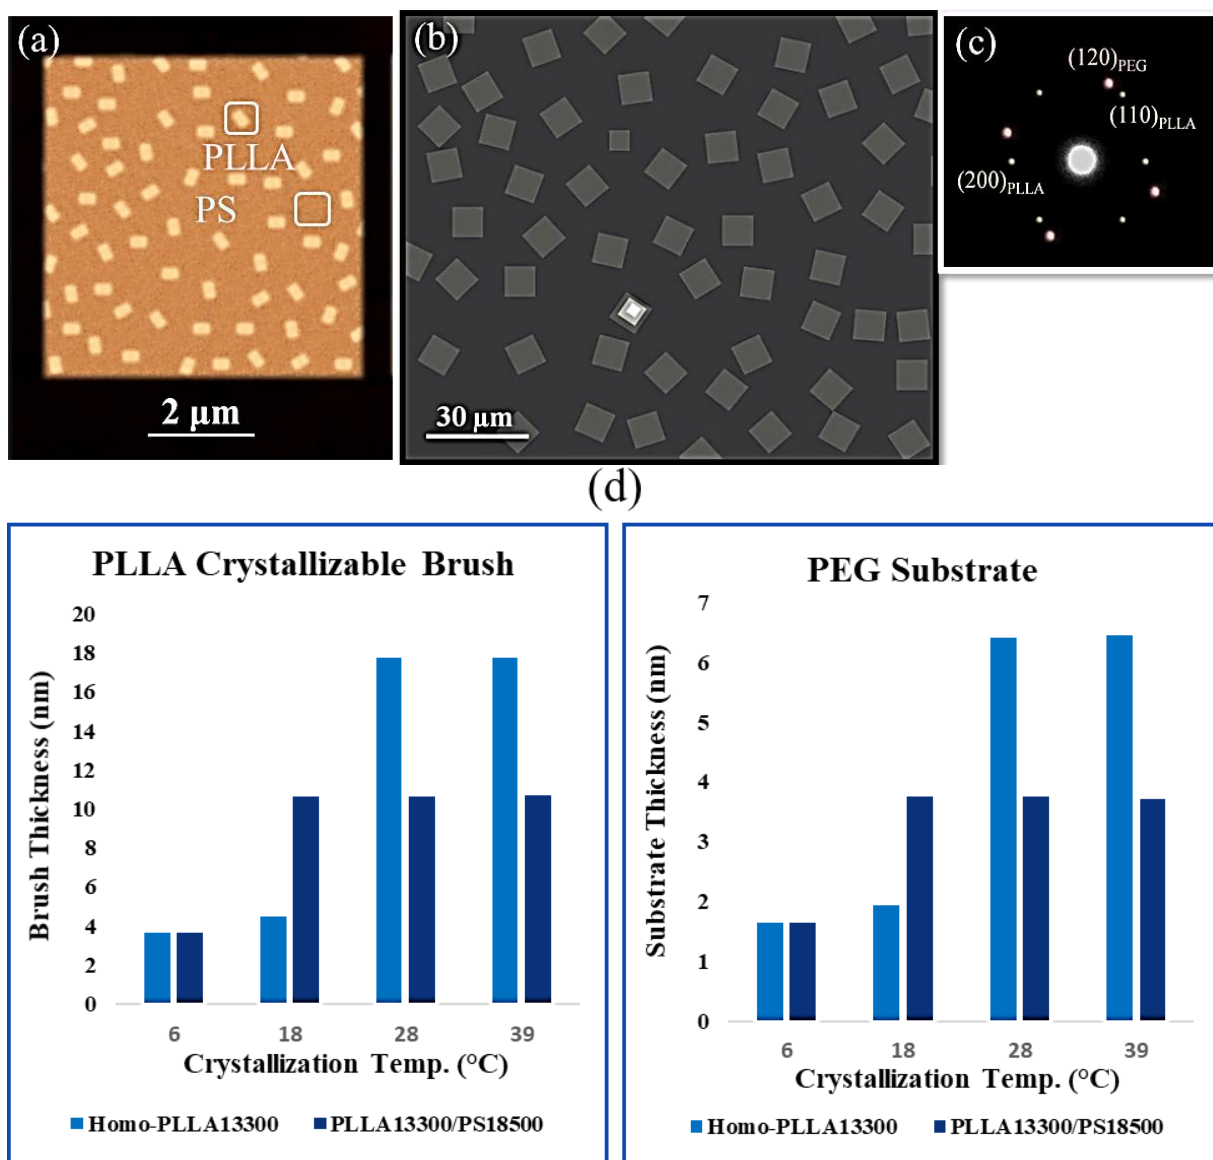 (a)
PLLA
PS
2 µm
(b)
30 µm
(c)
(120)PEG
(110)PLLA
(200)PLLA
(d)
PLLA Crystallizable Brush
Brush Thickness (nm)
20
18
16
14
12
10
8
6
4
2
0
6 18 28 39
Crystallization Temp. (°C)
Homo-PLLA13300 PLLA13300/PS18500
PEG Substrate
Substrate Thickness (nm)
7
6
5
4
3
2
1
0
6 18 28 39
Crystallization Temp. (°C)
Homo-PLLA13300 PLLA13300/PS18500